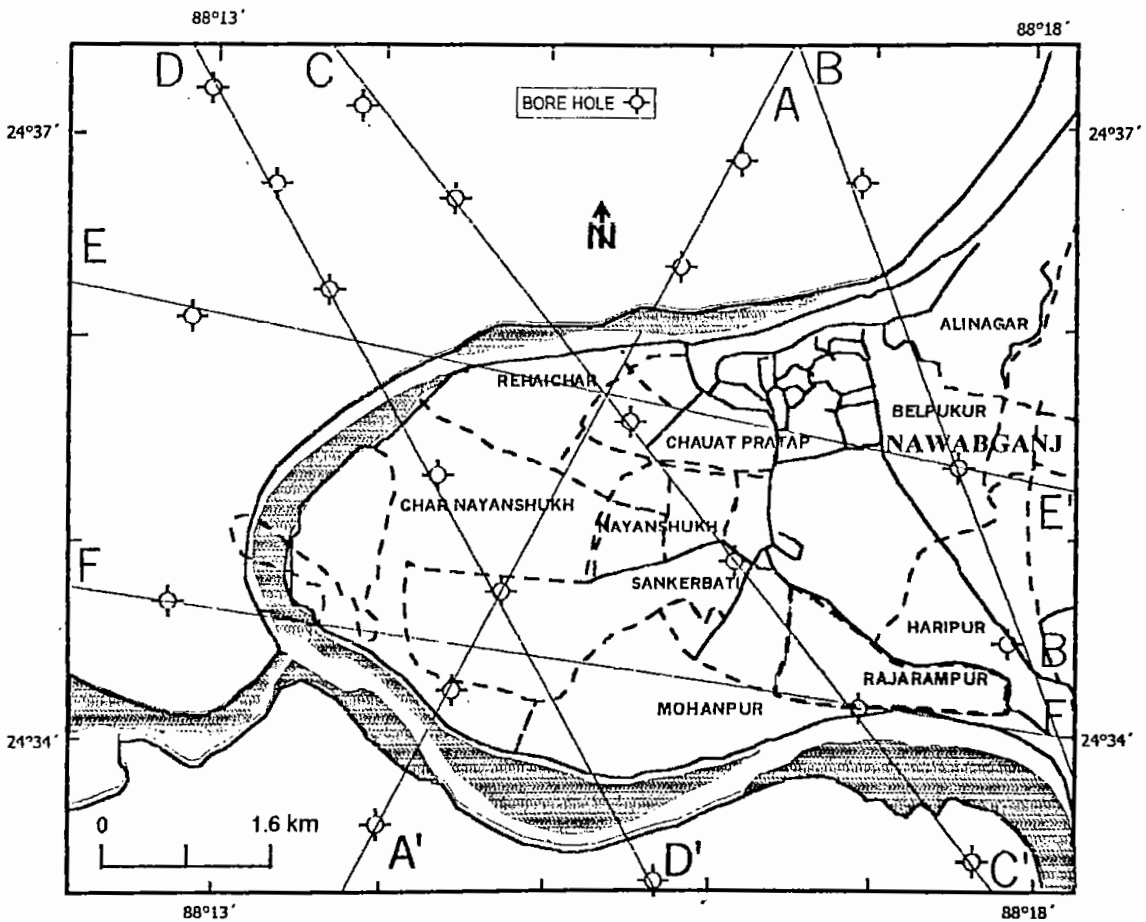 88°13´ 88°18´
D C B
BORE HOLE A
24°37´ 24°37´
N
E
ALINAGAR
REHAICHAR
BELPUKUR
CHAUAT PRATAP NAWABGANJ
CHAR NAYANSHUKH E'
NAYANSHUKH
F SANKERBATI
HARIPUR B
RAJARAMPUR
MOHANPUR F
24°34´ 24°34´
0 1.6 km
A' D' C'
88°13´ 88°18´